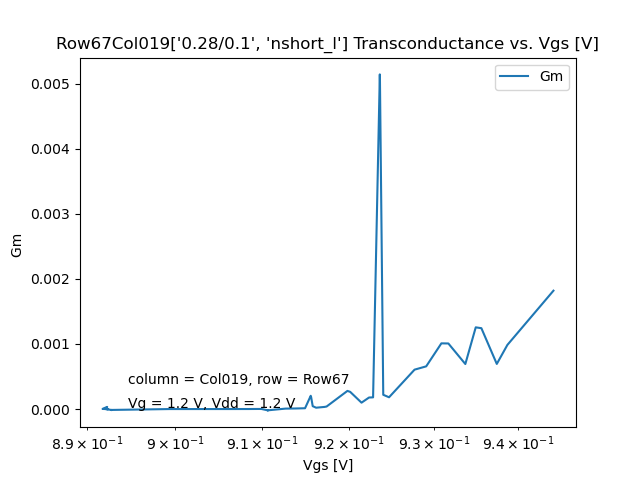 Row67Col019['0.28/0.1', 'nshort_l'] Transconductance vs. Vgs [V]
Gm
0.005
0.004
0.003
0.002
0.001
0.000
Gm
column = Col019, row = Row67
Vg = 1.2 V, Vdd = 1.2 V
8.9 × 10⁻¹
9 × 10⁻¹
9.1 × 10⁻¹
9.2 × 10⁻¹
9.3 × 10⁻¹
9.4 × 10⁻¹
Vgs [V]